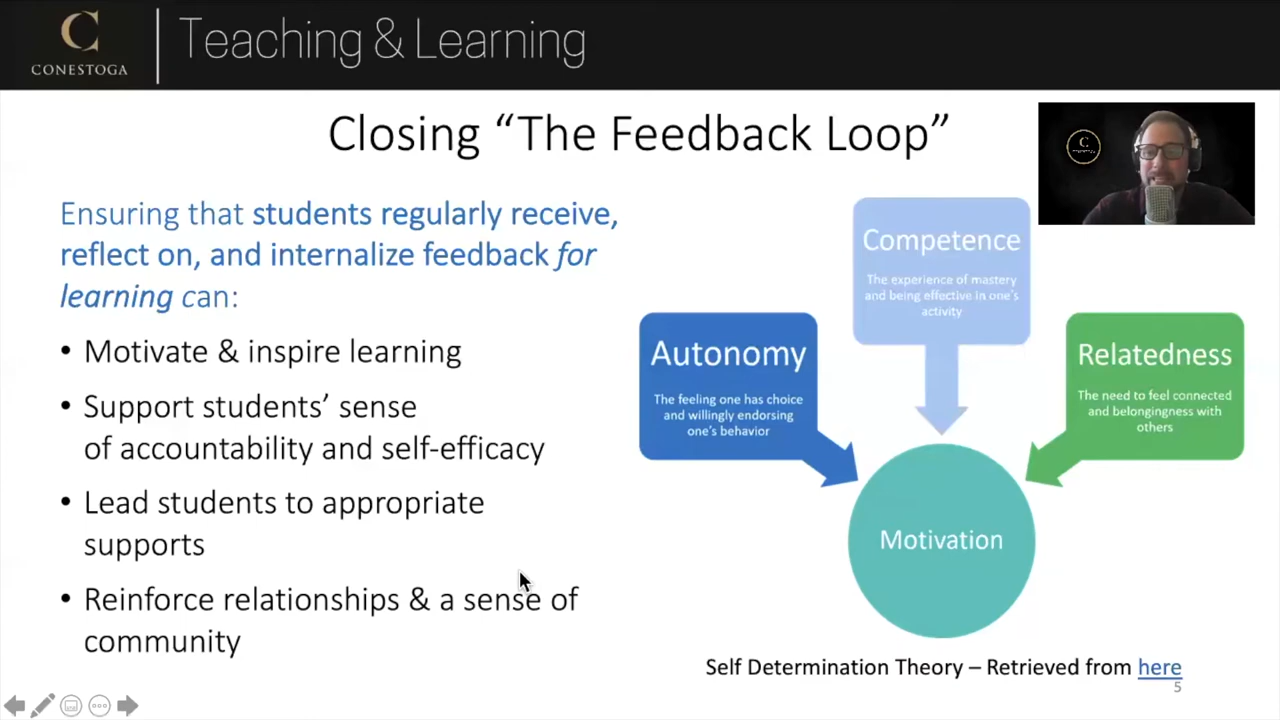 C
CONESTOGA
Teaching & Learning
Closing “The Feedback Loop”
Ensuring that students regularly receive,
reflect on, and internalize feedback for
learning can:
• Motivate & inspire learning
• Support students’ sense
of accountability and self-efficacy
• Lead students to appropriate
supports
• Reinforce relationships & a sense of
community
Competence
The experience of mastery
and being effective in one's
activity
Autonomy
The feeling one has choice
and willingly endorsing
one's behavior
Relatedness
The need to feel connected
and belongingness with
others
Motivation
Self Determination Theory – Retrieved from here
5
C